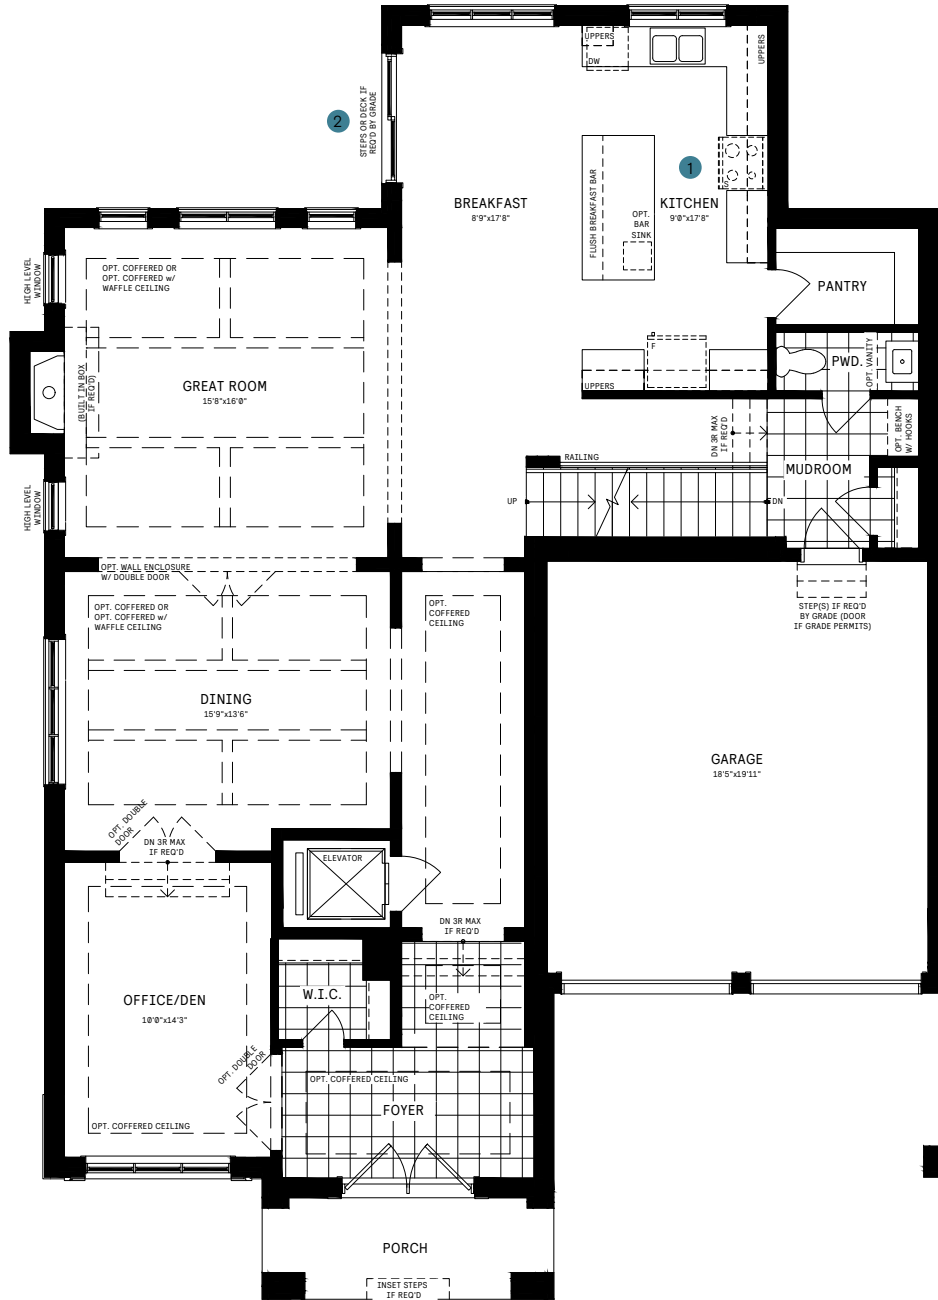 UPPERS
DW
UPPERS
2
STEPS OR DECK IF
REQ'D BY GRADE
1
BREAKFAST
8'9"x17'8"
FLUSH BREAKFAST BAR
KITCHEN
9'0"x17'8"
OPT.
BAR
SINK
S
HIGH LEVEL
WINDOW
OPT. COFFERED OR
OPT. COFFERED w/
WAFFLE CEILING
PANTRY
F
PWD.
OPT. VANITY
GREAT ROOM
15'8"x16'0"
(BUILT IN BOX
IF REQ'D)
UPPERS
DN 3R MAX
IF REQ'D
OPT. BENCH
W/ HOOKS
RAILING
MUDROOM
HIGH LEVEL
WINDOW
UP
DN
OPT. WALL ENCLOSURE
W/ DOUBLE DOOR
OPT. COFFERED OR
OPT. COFFERED w/
WAFFLE CEILING
OPT.
COFFERED
CEILING
STEP(S) IF REQ'D
BY GRADE (DOOR
IF GRADE PERMITS)
DINING
15'9"x13'6"
GARAGE
18'5"x19'11"
OPT. DOUBLE
DOOR
DN 3R MAX
IF REQ'D
ELEVATOR
DN 3R MAX
IF REQ'D
OFFICE/DEN
10'0"x14'3"
W.I.C.
OPT.
COFFERED
CEILING
OPT. DOUBLE
DOOR
OPT. COFFERED CEILING
FOYER
OPT. COFFERED CEILING
PORCH
INSET STEPS
IF REQ'D